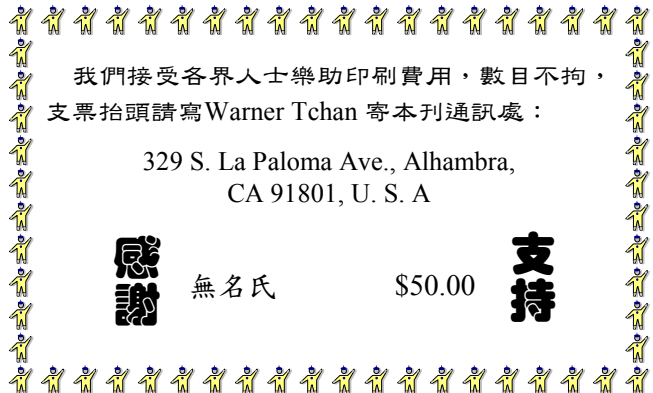 我們接受各界人士樂助印刷費用，數目不拘，
支票抬頭請寫Warner Tchan 寄本刊通訊處：
329 S. La Paloma Ave., Alhambra,
CA 91801, U. S. A
感謝
無名氏 $50.00
支持